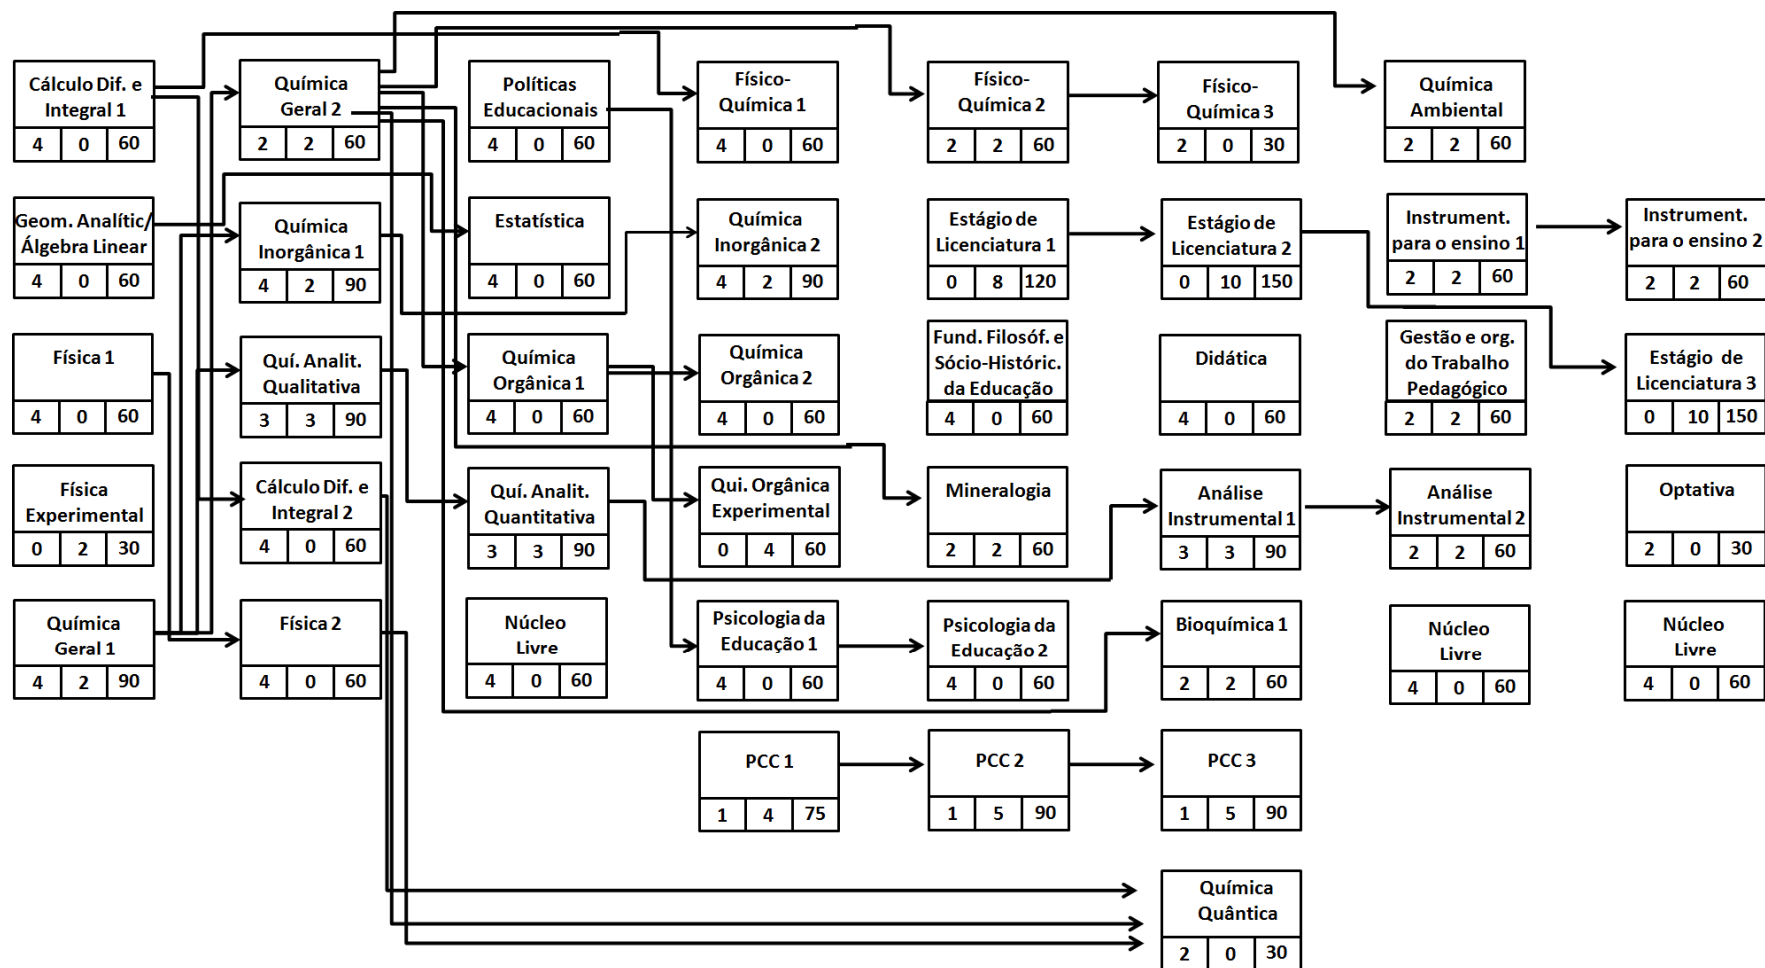 Cálculo Dif. e
Integral 1
4 0 60
Química
Geral 2
2 2 60
Políticas
Educacionais
4 0 60
Físico-
Química 1
4 0 60
Físico-
Química 2
2 2 60
Físico-
Química 3
2 0 30
Química
Ambiental
2 2 60
Geom. Analític/
Álgebra Linear
4 0 60
Química
Inorgânica 1
4 2 90
Estatística
4 0 60
Química
Inorgânica 2
4 2 90
Estágio de
Licenciatura 1
0 8 120
Estágio de
Licenciatura 2
0 10 150
Instrument.
para o ensino 1
2 2 60
Instrument.
para o ensino 2
2 2 60
Física 1
4 0 60
Quí. Analit.
Qualitativa
3 3 90
Química
Orgânica 1
4 0 60
Química
Orgânica 2
4 0 60
Fund. Filosóf. e
Sócio-Históric.
da Educação
4 0 60
Didática
4 0 60
Gestão e org.
do Trabalho
Pedagógico
2 2 60
Estágio de
Licenciatura 3
0 10 150
Física
Experimental
0 2 30
Cálculo Dif. e
Integral 2
4 0 60
Quí. Analit.
Quantitativa
3 3 90
Qui. Orgânica
Experimental
0 4 60
Mineralogia
2 2 60
Análise
Instrumental 1
3 3 90
Análise
Instrumental 2
2 2 60
Optativa
2 0 30
Química
Geral 1
4 2 90
Física 2
4 0 60
Núcleo
Livre
4 0 60
Psicologia da
Educação 1
4 0 60
Psicologia da
Educação 2
4 0 60
Bioquímica 1
2 2 60
Núcleo
Livre
4 0 60
Núcleo
Livre
4 0 60
PCC 1
1 4 75
PCC 2
1 5 90
PCC 3
1 5 90
Química
Quântica
2 0 30